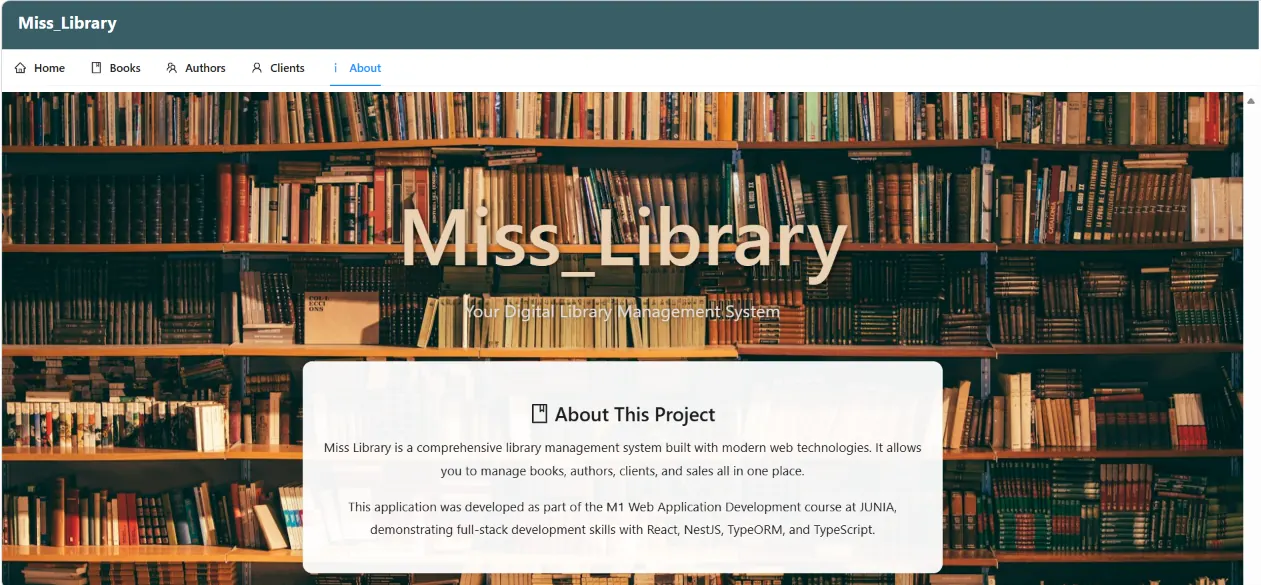 Miss_Library
Home Books Authors Clients About
Miss_Library
Your Digital Library Management System
About This Project
Miss Library is a comprehensive library management system built with modern web technologies. It allows
you to manage books, authors, clients, and sales all in one place.
This application was developed as part of the M1 Web Application Development course at JUNIA,
demonstrating full-stack development skills with React, NestJS, TypeORM, and TypeScript.